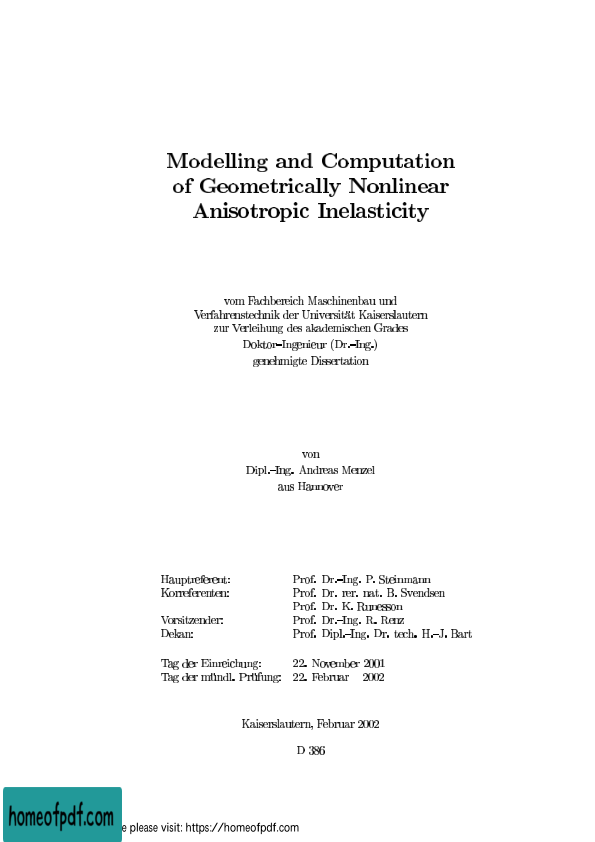 Modelling and Computation
of Geometrically Nonlinear
Anisotropic Inelasticity
vom Fachbereich Maschinenbau und
Verfahrenstechnik der Universität Kaiserslautern
zur Verleihung des akademischen Grades
Doktor–Ingenieur (Dr.–Ing.)
genehmigte Dissertation
von
Dipl.–Ing. Andreas Menzel
aus Hannover
Hauptreferent: Prof. Dr.–Ing. P. Steinmann
Korreferenten: Prof. Dr. rer. nat. B. Svendsen
Prof. Dr. K. Runesson
Vorsitzender: Prof. Dr.–Ing. R. Renz
Dekan: Prof. Dipl.–Ing. Dr. tech. H.–J. Bart
Tag der Einreichung: 22. November 2001
Tag der mündl. Prüfung: 22. Februar 2002
Kaiserslautern, Februar 2002
D 386
homeofpdf.com
please visit: https://homeofpdf.com